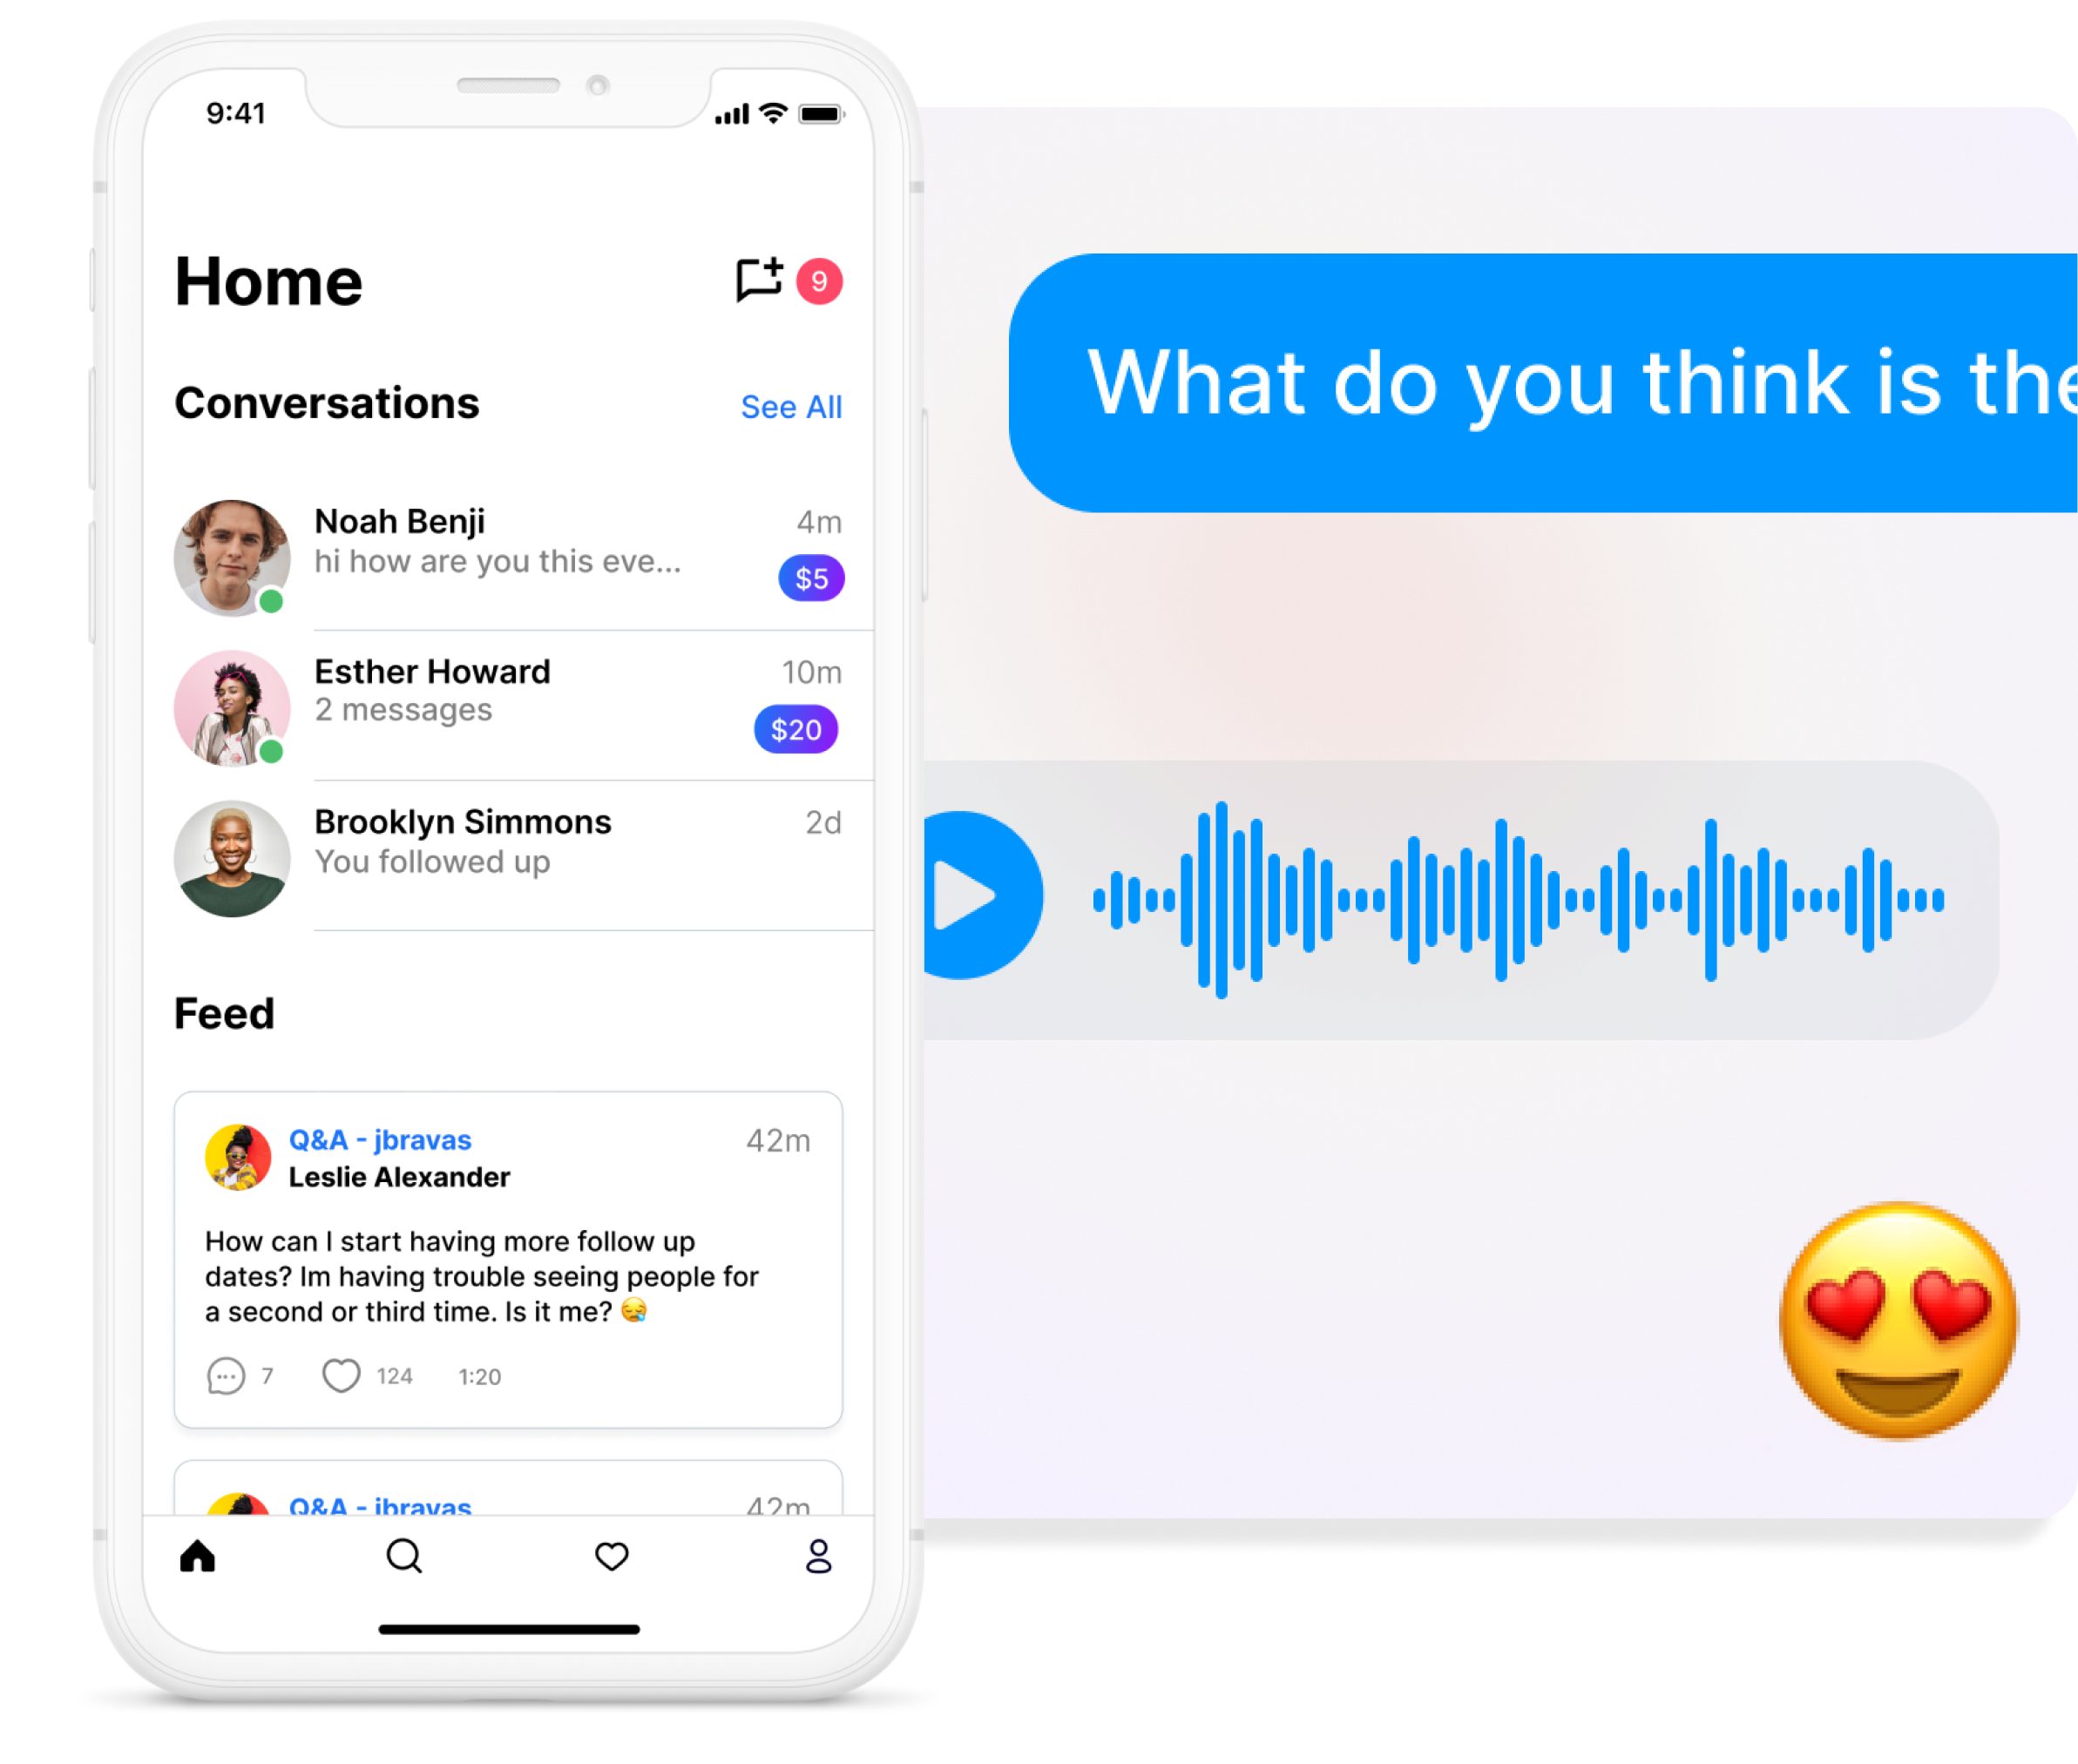 9:41
Home
9
Conversations
See All
Noah Benji
4m
hi how are you this eve...
$5
Esther Howard
10m
2 messages
$20
Brooklyn Simmons
2d
You followed up
Feed
Q&A - jbravas
42m
Leslie Alexander
How can I start having more follow up
dates? Im having trouble seeing people for
a second or third time. Is it me? 😪
7
124
1:20
Q&A - jbravas
42m
What do you think is the